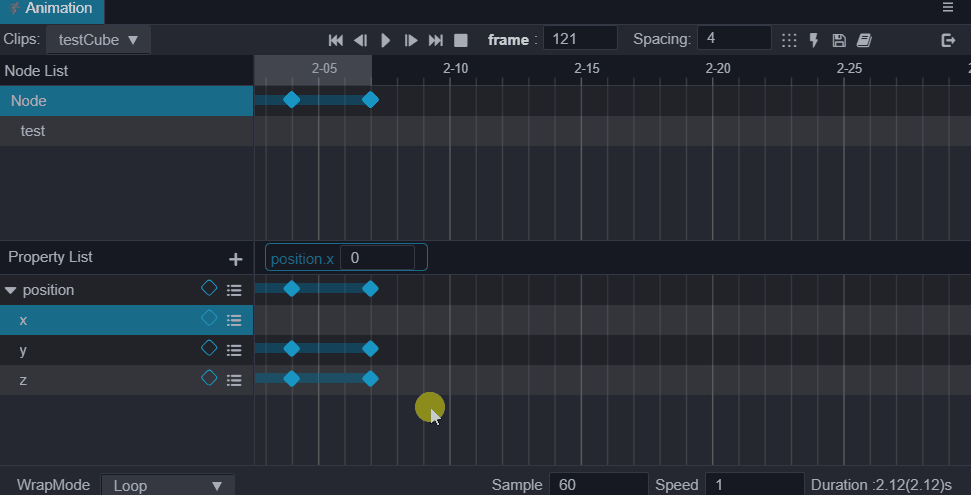 Animation
Clips: testCube frame : 121 Spacing: 4
Node List 2-05 2-10 2-15 2-20 2-25
Node
test
Property List position.x 0
position
x
y
z
WrapMode Loop Sample 60 Speed 1 Duration :2.12(2.12)s